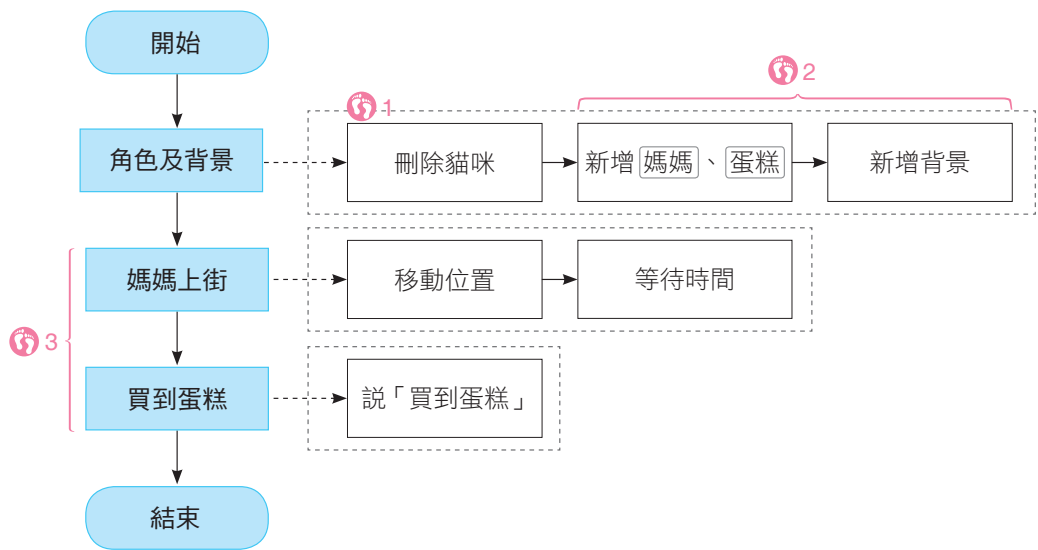 開始
2
1
角色及背景
刪除貓咪
新增 媽媽、蛋糕
新增背景
媽媽上街
移動位置
等待時間
3
買到蛋糕
説「買到蛋糕」
結束